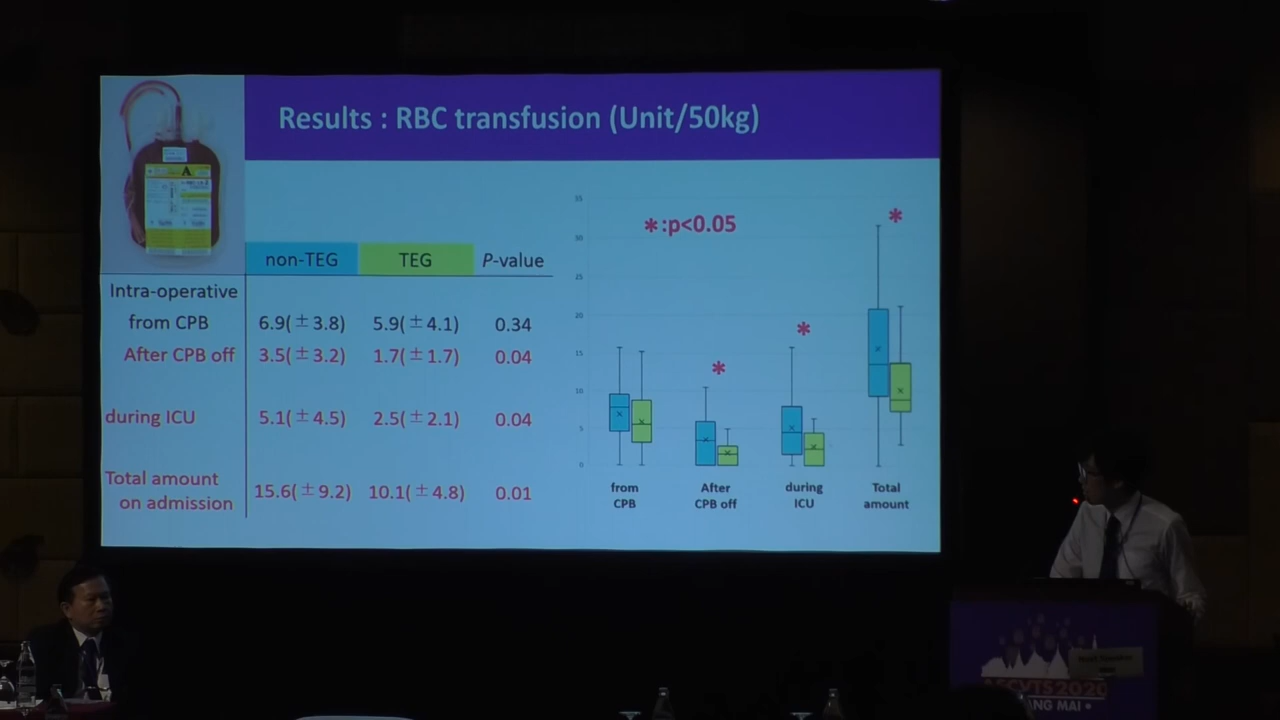 Results : RBC transfusion (Unit/50kg)
A
non-TEG TEG P-value
Intra-operative
from CPB 6.9(±3.8) 5.9(±4.1) 0.34
After CPB off 3.5(±3.2) 1.7(±1.7) 0.04
during ICU 5.1(±4.5) 2.5(±2.1) 0.04
Total amount
on admission 15.6(±9.2) 10.1(±4.8) 0.01
*:p<0.05
35
30
25
20
15
10
5
0
*
*
*
from
CPB
After
CPB off
during
ICU
Total
amount
ASCVTS2020
ANG MAI •